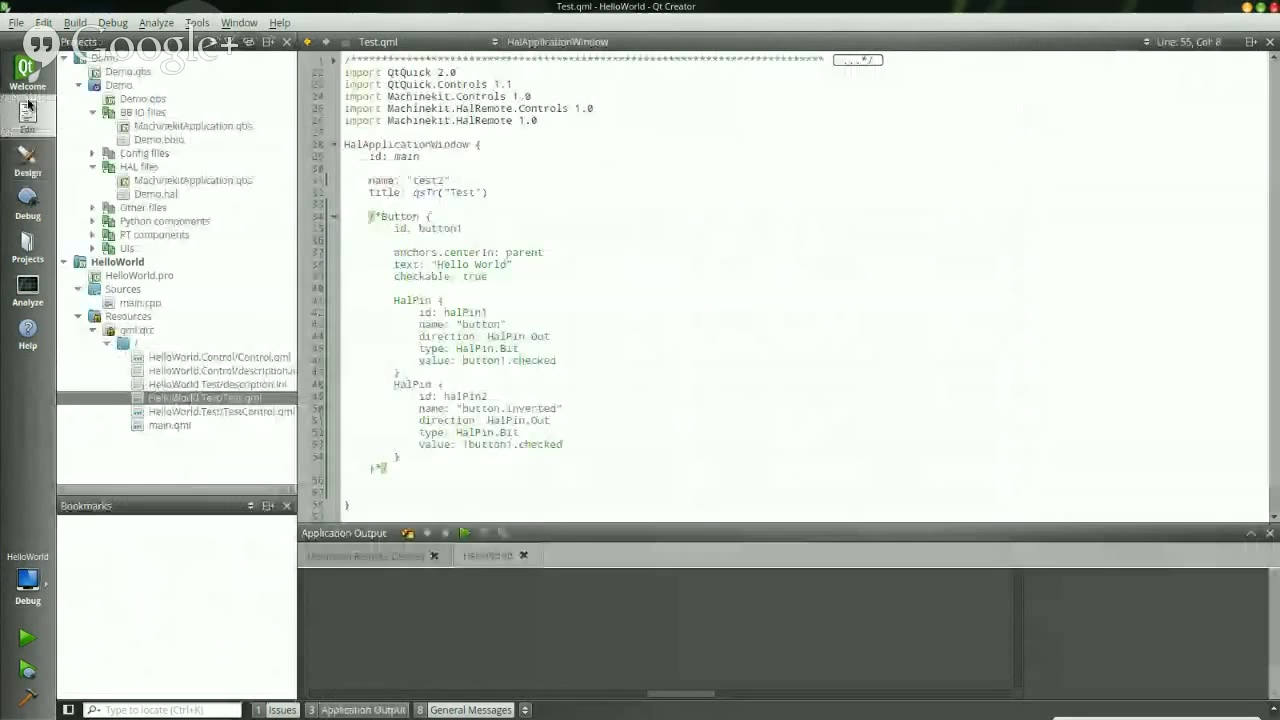 Test.qml - HelloWorld - Qt Creator
File Edit Build Debug Analyze Tools Window Help
Google+
Projects
Test.qml
HalApplicationWindow
Line: 55, Col: 8
Welcome
Edit
Design
Debug
Projects
Analyze
Help
Demo
Demo.qbs
Demo
Demo.qbs
BBIO files
MachinekitApplication.qbs
Demo.bbio
Config files
HAL files
MachinekitApplication.qbs
Demo.hal
Other files
Python components
RT components
UIs
HelloWorld
HelloWorld.pro
Sources
main.cpp
Resources
qml.qrc
/
HelloWorld.Control/Control.qml
HelloWorld.Control/description.i
HelloWorld.Test/description.ini
HelloWorld.Test/Test.qml
HelloWorld.Test/TestControl.qml
main.qml
...*/
import QtQuick 2.0
import QtQuick.Controls 1.1
import Machinekit.Controls 1.0
import Machinekit.HalRemote.Controls 1.0
import Machinekit.HalRemote 1.0
HalApplicationWindow {
id: main
name: "test2"
title: qsTr("Test")
/*Button {
id: button1
anchors.centerIn: parent
text: "Hello World"
checkable: true
HalPin {
id: halPin1
name: "button"
direction: HalPin.Out
type: HalPin.Bit
value: button1.checked
}
HalPin {
id: halPin2
name: "button.inverted"
direction: HalPin.Out
type: HalPin.Bit
value: !button1.checked
}
}*/
}
Bookmarks
Application Output
HelloWorld
HelloWorld
Debug
Type to locate (Ctrl+K)
1 Issues
3 Application Output
8 General Messages